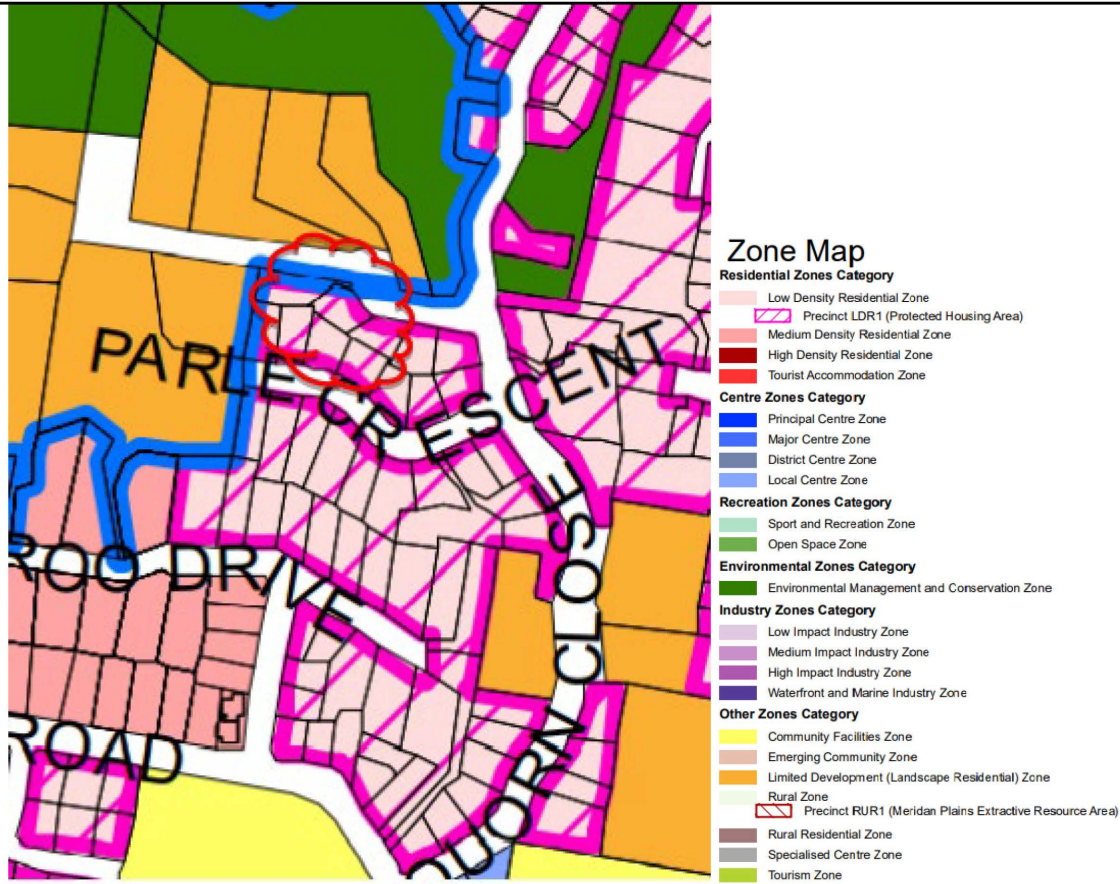 PARLE CRESCENT
ROO DRIVE
CLOSE
ROAD
QUORN
Zone Map
Residential Zones Category
Low Density Residential Zone
Precinct LDR1 (Protected Housing Area)
Medium Density Residential Zone
High Density Residential Zone
Tourist Accommodation Zone
Centre Zones Category
Principal Centre Zone
Major Centre Zone
District Centre Zone
Local Centre Zone
Recreation Zones Category
Sport and Recreation Zone
Open Space Zone
Environmental Zones Category
Environmental Management and Conservation Zone
Industry Zones Category
Low Impact Industry Zone
Medium Impact Industry Zone
High Impact Industry Zone
Waterfront and Marine Industry Zone
Other Zones Category
Community Facilities Zone
Emerging Community Zone
Limited Development (Landscape Residential) Zone
Rural Zone
Precinct RUR1 (Meridan Plains Extractive Resource Area)
Rural Residential Zone
Specialised Centre Zone
Tourism Zone